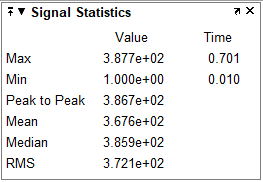 Signal Statistics
Value Time
Max 3.877e+02 0.701
Min 1.000e+00 0.010
Peak to Peak 3.867e+02
Mean 3.676e+02
Median 3.859e+02
RMS 3.721e+02